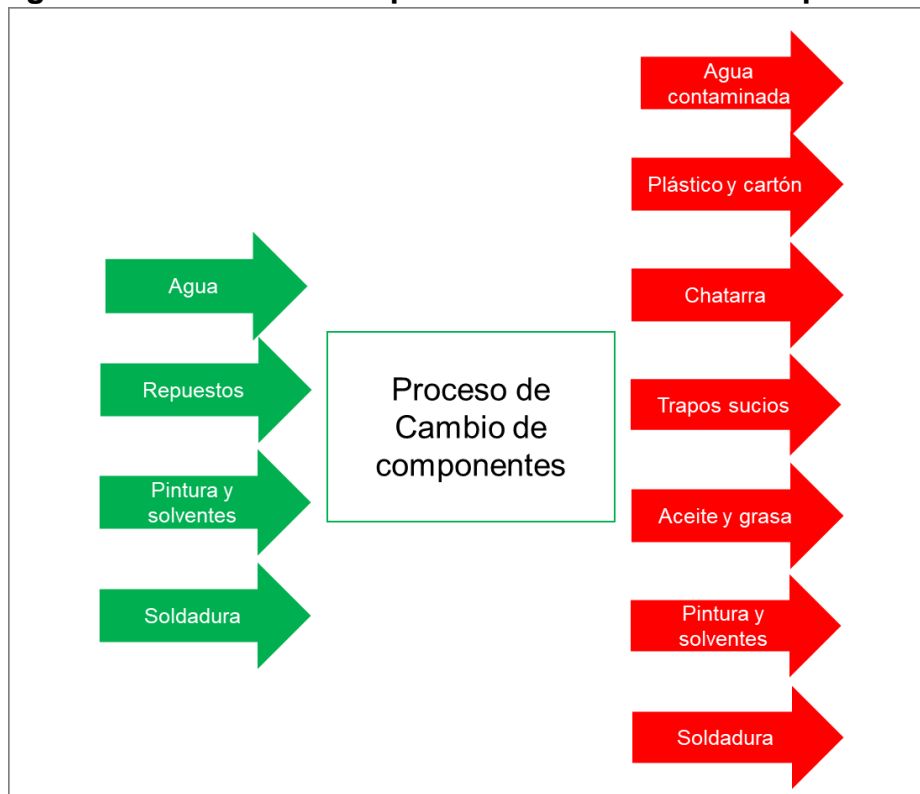 Agua
Repuestos
Pintura y
solventes
Soldadura
Proceso de
Cambio de
componentes
Agua
contaminada
Plástico y cartón
Chatarra
Trapos sucios
Aceite y grasa
Pintura y
solventes
Soldadura